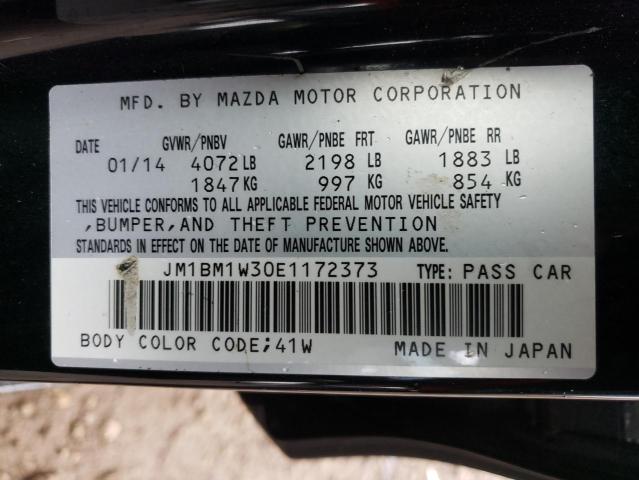 MFD. BY MAZDA MOTOR CORPORATION
DATE GVWR/PNBV GAWR/PNBE FRT GAWR/PNBE RR
01/14 4072 LB 2198 LB 1883 LB
1847 KG 997 KG 854 KG
THIS VEHICLE CONFORMS TO ALL APPLICABLE FEDERAL MOTOR VEHICLE SAFETY
,BUMPER,AND THEFT PREVENTION
STANDARDS IN EFFECT ON THE DATE OF MANUFACTURE SHOWN ABOVE.
JM1BM1W30E1172373 TYPE: PASS CAR
BODY COLOR CODE;41W MADE IN JAPAN